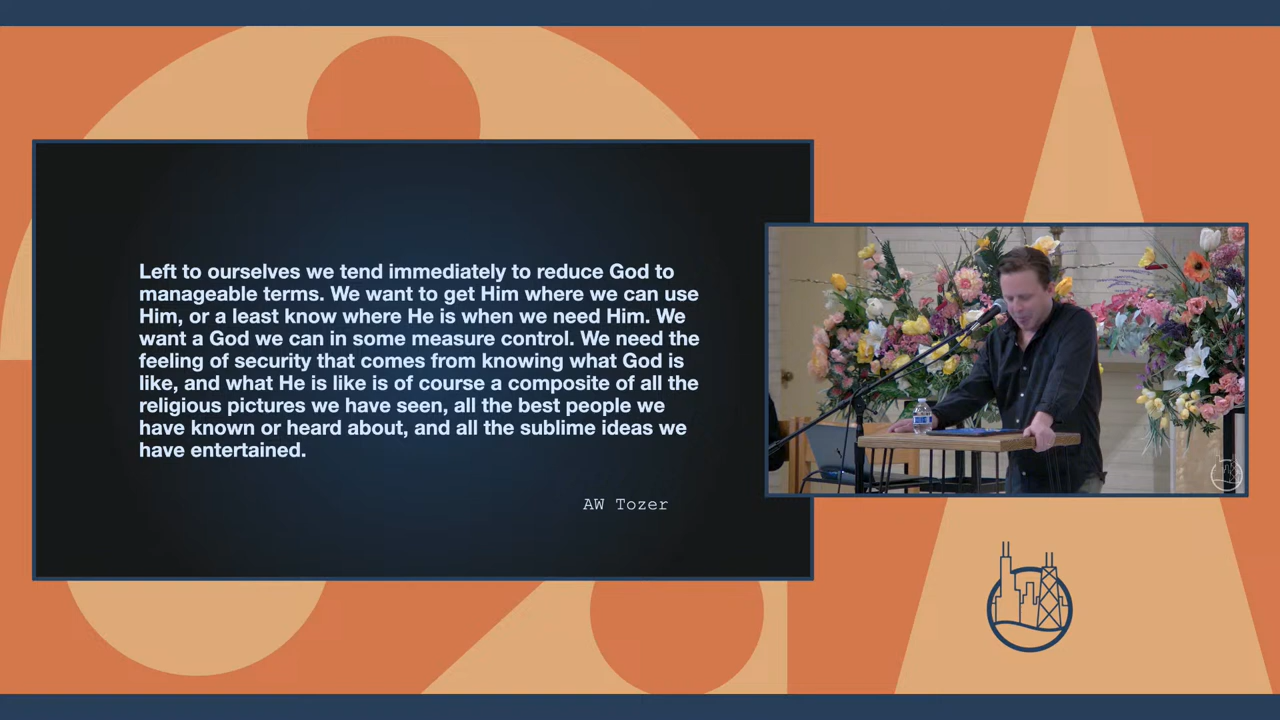 Left to ourselves we tend immediately to reduce God to
manageable terms. We want to get Him where we can use
Him, or a least know where He is when we need Him. We
want a God we can in some measure control. We need the
feeling of security that comes from knowing what God is
like, and what He is like is of course a composite of all the
religious pictures we have seen, all the best people we
have known or heard about, and all the sublime ideas we
have entertained.
AW Tozer